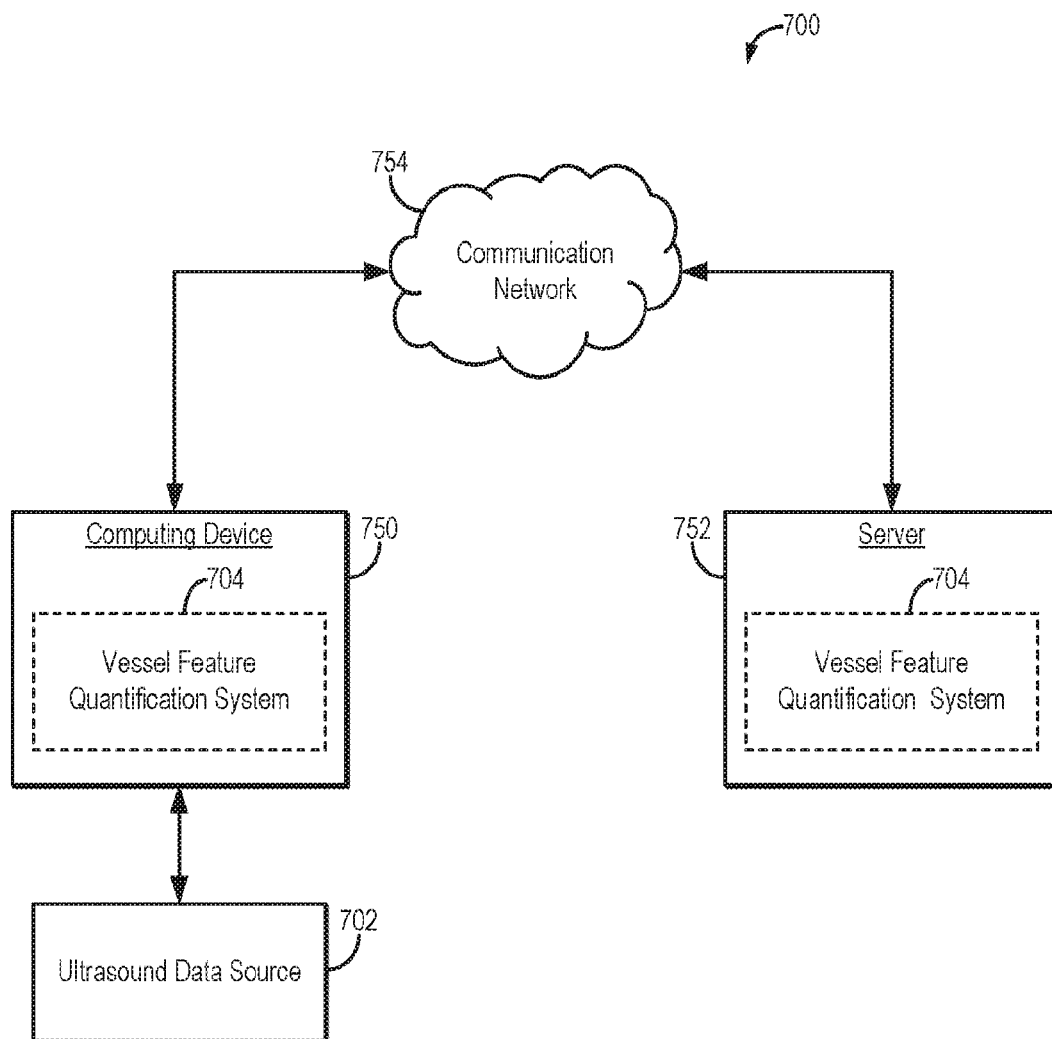 700
754
Communication
Network
Computing Device
750
704
Vessel Feature
Quantification System
752
Server
704
Vessel Feature
Quantification System
702
Ultrasound Data Source